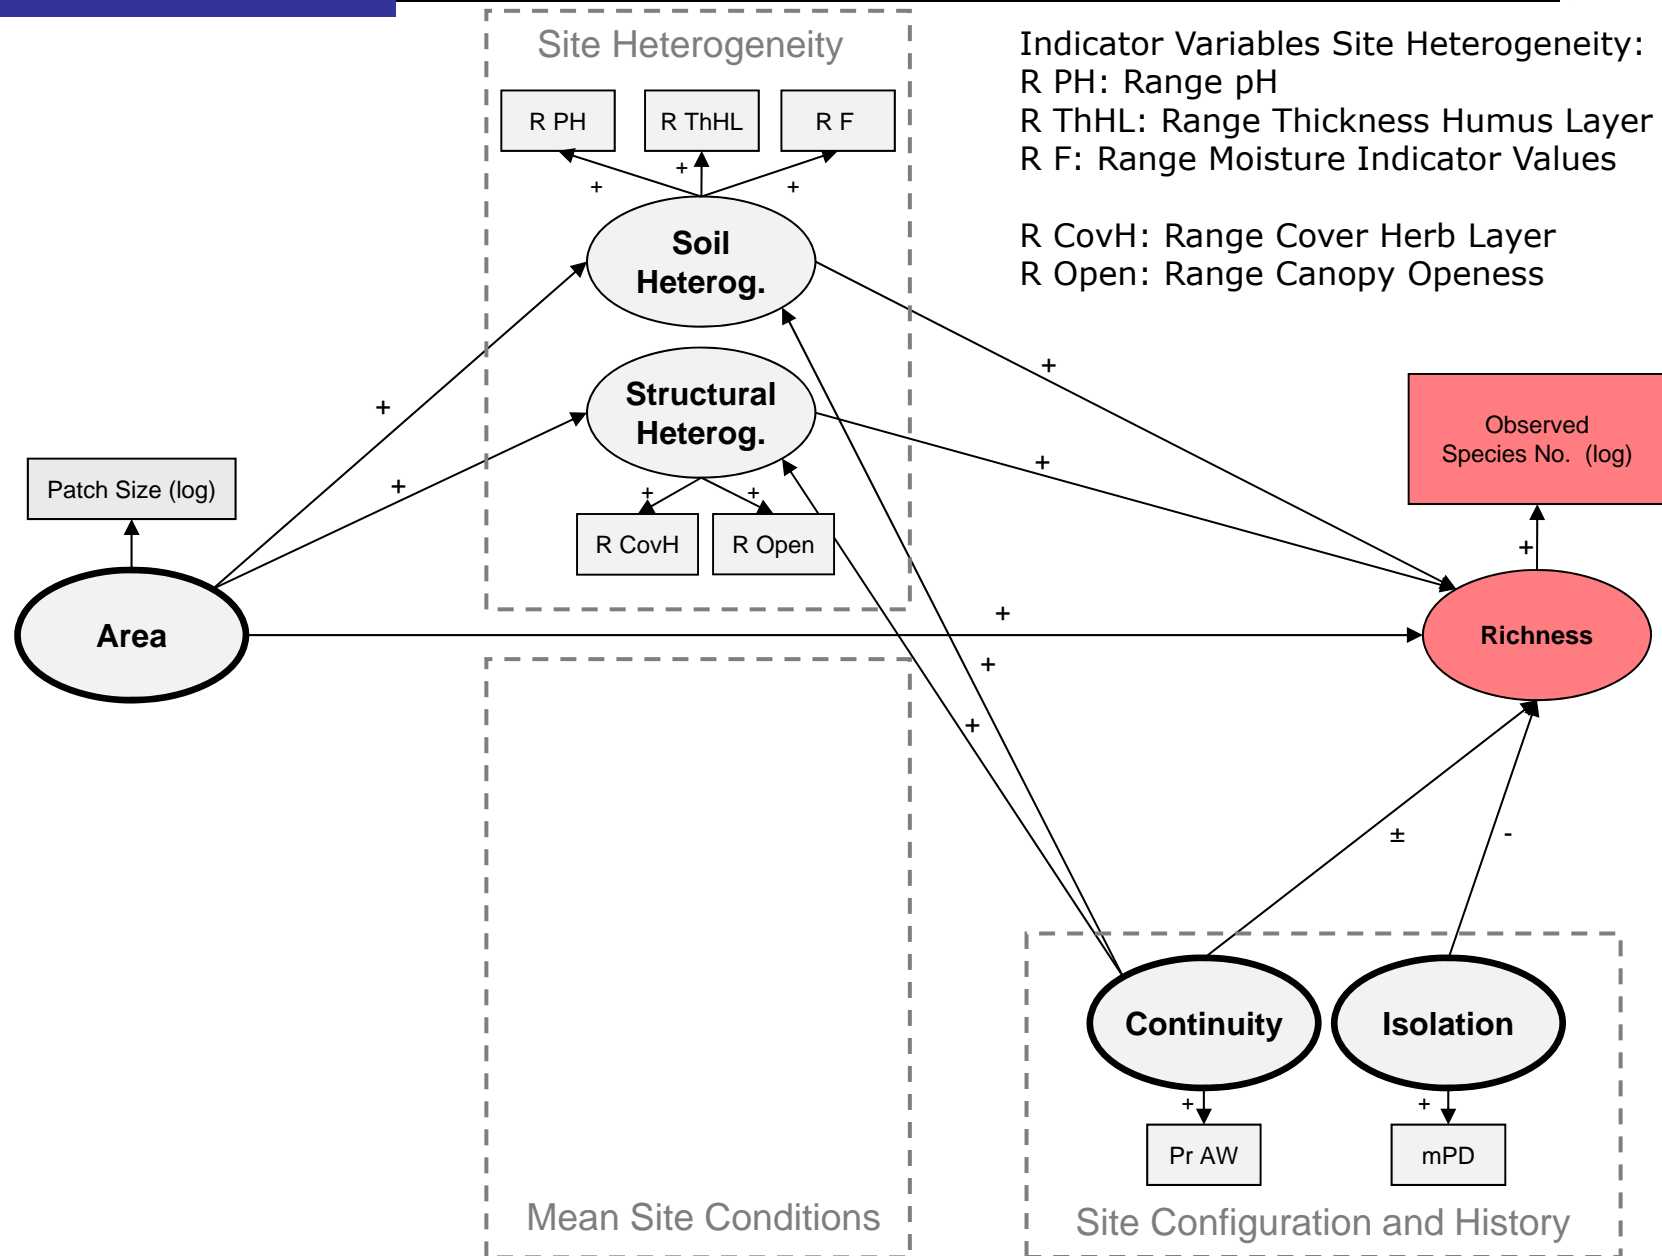 Site Heterogeneity
Indicator Variables Site Heterogeneity:
R PH: Range pH
R ThHL: Range Thickness Humus Layer
R F: Range Moisture Indicator Values
R CovH: Range Cover Herb Layer
R Open: Range Canopy Openess
R PH
R ThHL
R F
+
+
+
Soil
Heterog.
+
+
Structural
Heterog.
+
+
+
+
R CovH
R Open
Patch Size (log)
Area
Observed
Species No. (log)
+
Richness
+
+
+
±
-
Continuity
Isolation
+
+
Pr AW
mPD
Mean Site Conditions
Site Configuration and History